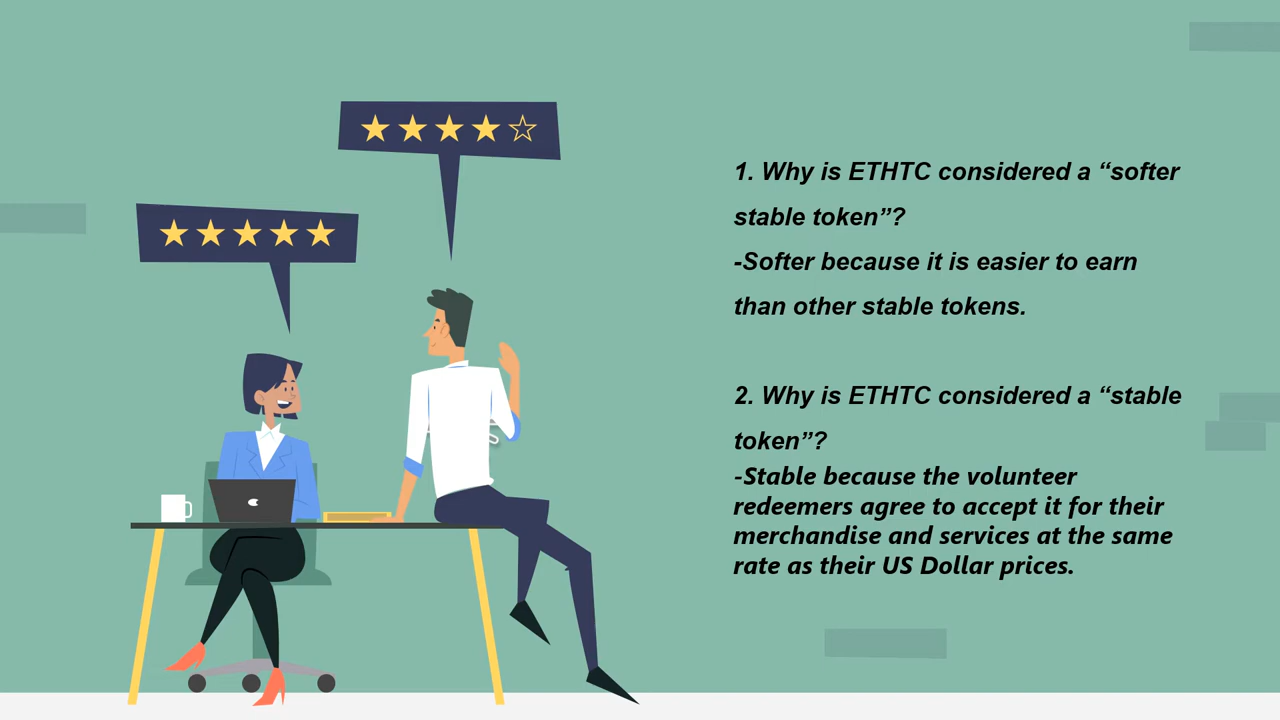 1. Why is ETHTC considered a “softer
stable token”?
-Softer because it is easier to earn
than other stable tokens.
2. Why is ETHTC considered a “stable
token”?
-Stable because the volunteer
redeemers agree to accept it for their
merchandise and services at the same
rate as their US Dollar prices.